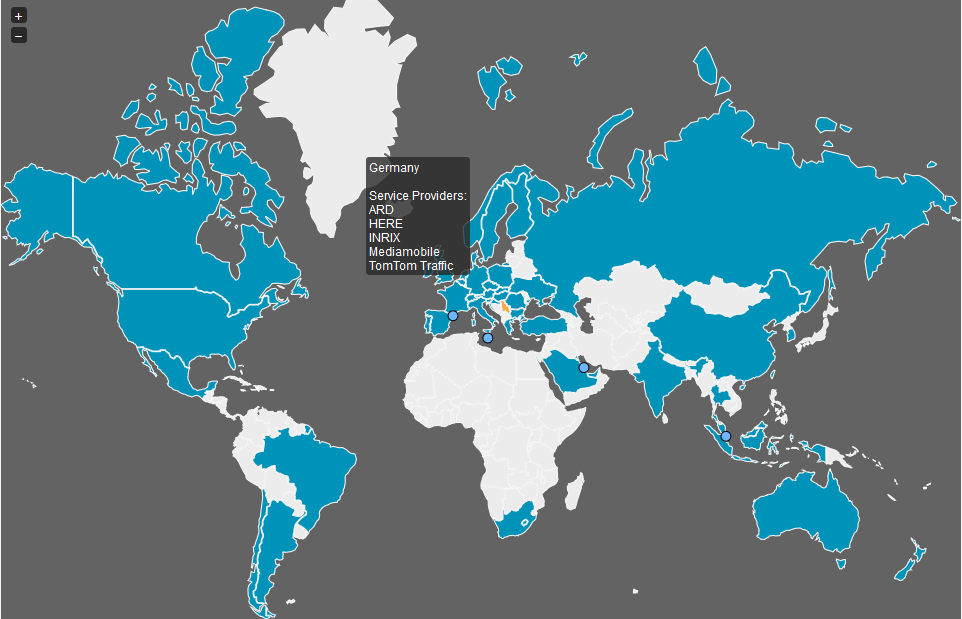 +
−
Germany
Service Providers:
ARD
HERE
INRIX
Mediamobile
TomTom Traffic